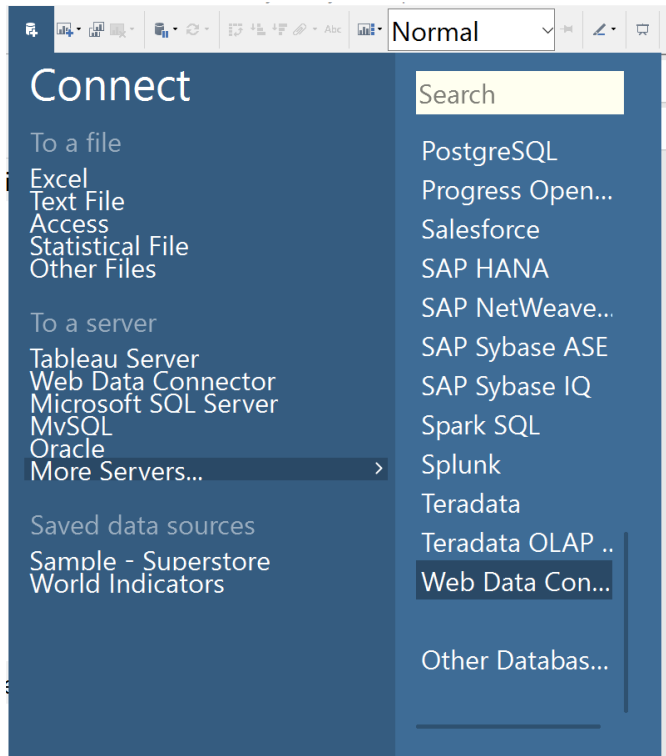 Abc
Normal
Connect
To a file
Excel
Text File
Access
Statistical File
Other Files
To a server
Tableau Server
Web Data Connector
Microsoft SQL Server
MySQL
Oracle
More Servers...
Saved data sources
Sample - Superstore
World Indicators
Search
PostgreSQL
Progress Open...
Salesforce
SAP HANA
SAP NetWeave...
SAP Sybase ASE
SAP Sybase IQ
Spark SQL
Splunk
Teradata
Teradata OLAP ..
Web Data Con...
Other Databas...